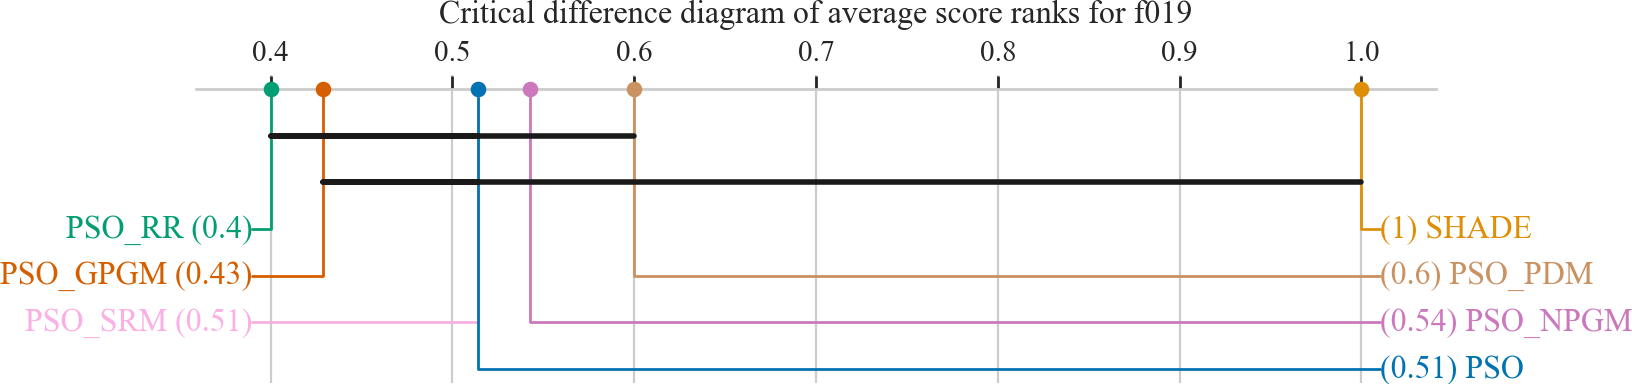 Critical difference diagram of average score ranks for f019
0.4 0.5 0.6 0.7 0.8 0.9 1.0
PSO_RR (0.4) (1) SHADE
PSO_GPGM (0.43) (0.6) PSO_PDM
PSO_SRM (0.51) (0.54) PSO_NPGM
(0.51) PSO